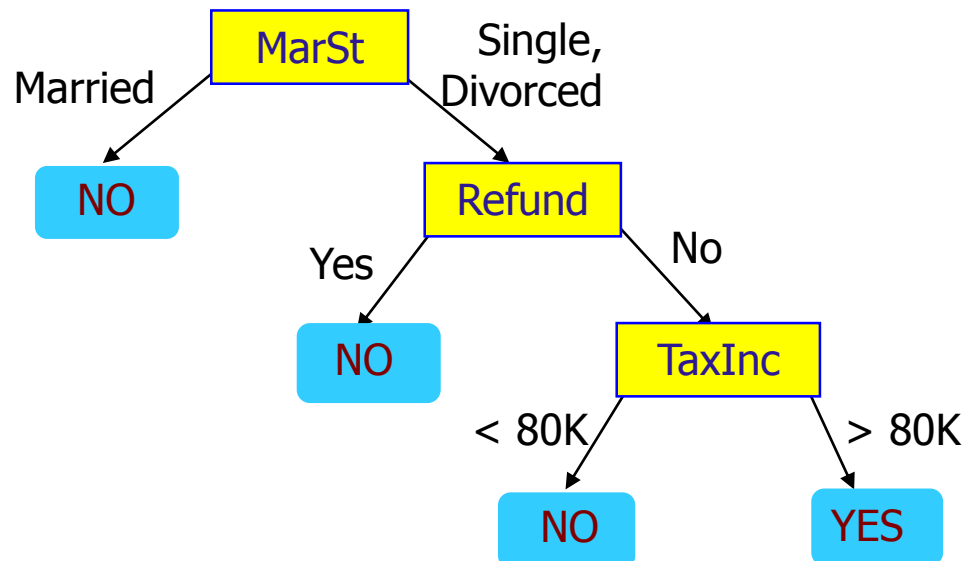 MarSt
Single,
Divorced
Married
NO
Refund
Yes
No
NO
TaxInc
< 80K
> 80K
NO
YES